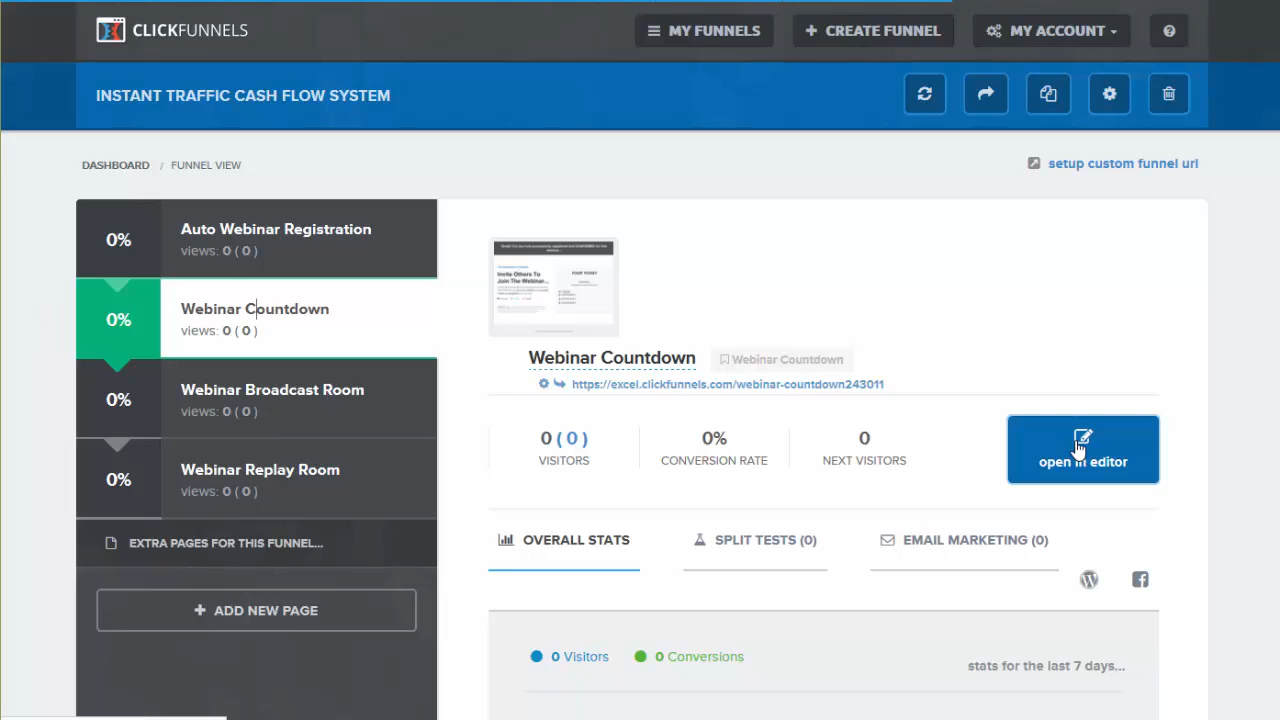 CLICKFUNNELS
MY FUNNELS
CREATE FUNNEL
MY ACCOUNT
INSTANT TRAFFIC CASH FLOW SYSTEM
DASHBOARD / FUNNEL VIEW
setup custom funnel url
0%
Auto Webinar Registration
views: 0 ( 0 )
0%
Webinar Countdown
views: 0 ( 0 )
0%
Webinar Broadcast Room
views: 0 ( 0 )
0%
Webinar Replay Room
views: 0 ( 0 )
EXTRA PAGES FOR THIS FUNNEL...
+ ADD NEW PAGE
Invite Others To
Join The Webinar...
YOUR TICKET
Webinar Countdown
Webinar Countdown
https://excel.clickfunnels.com/webinar-countdown243011
0 ( 0 )
VISITORS
0%
CONVERSION RATE
0
NEXT VISITORS
open in editor
OVERALL STATS
SPLIT TESTS (0)
EMAIL MARKETING (0)
0 Visitors
0 Conversions
stats for the last 7 days...